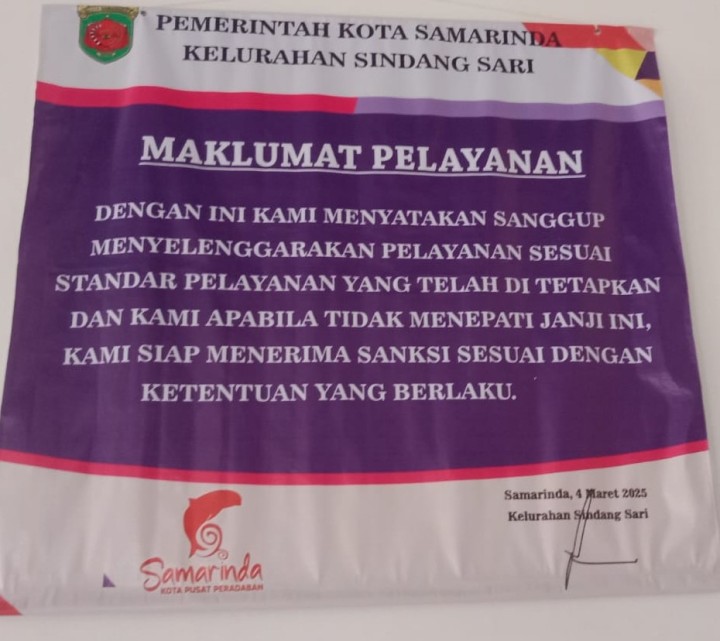 PEMERINTAH KOTA SAMARINDA
KELURAHAN SINDANG SARI
MAKLUMAT PELAYANAN
DENGAN INI KAMI MENYATAKAN SANGGUP
MENYELENGGARAKAN PELAYANAN SESUAI
STANDAR PELAYANAN YANG TELAH DI TETAPKAN
DAN KAMI APABILA TIDAK MENEPATI JANJI INI,
KAMI SIAP MENERIMA SANKSI SESUAI DENGAN
KETENTUAN YANG BERLAKU.
Samarinda, 4 Maret 2025
Kelurahan Sindang Sari
Samarinda
KOTA PUSAT PERADABAN